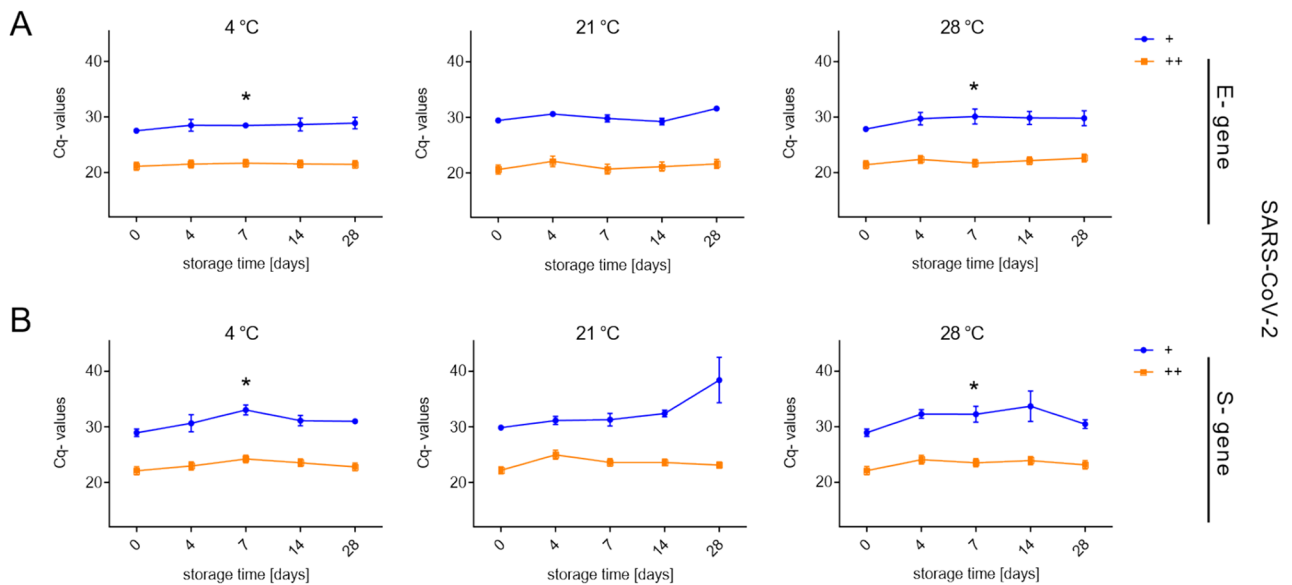 A
4 °C
21 °C
28 °C
+
++
Cq- values
40
30
20
*
0
4
7
14
28
storage time [days]
Cq- values
40
30
20
0
4
7
14
28
storage time [days]
Cq- values
40
30
20
*
0
4
7
14
28
storage time [days]
E- gene
SARS-CoV-2
B
4 °C
21 °C
28 °C
+
++
Cq- values
40
30
20
*
0
4
7
14
28
storage time [days]
Cq- values
40
30
20
0
4
7
14
28
storage time [days]
Cq- values
40
30
20
*
0
4
7
14
28
storage time [days]
S- gene